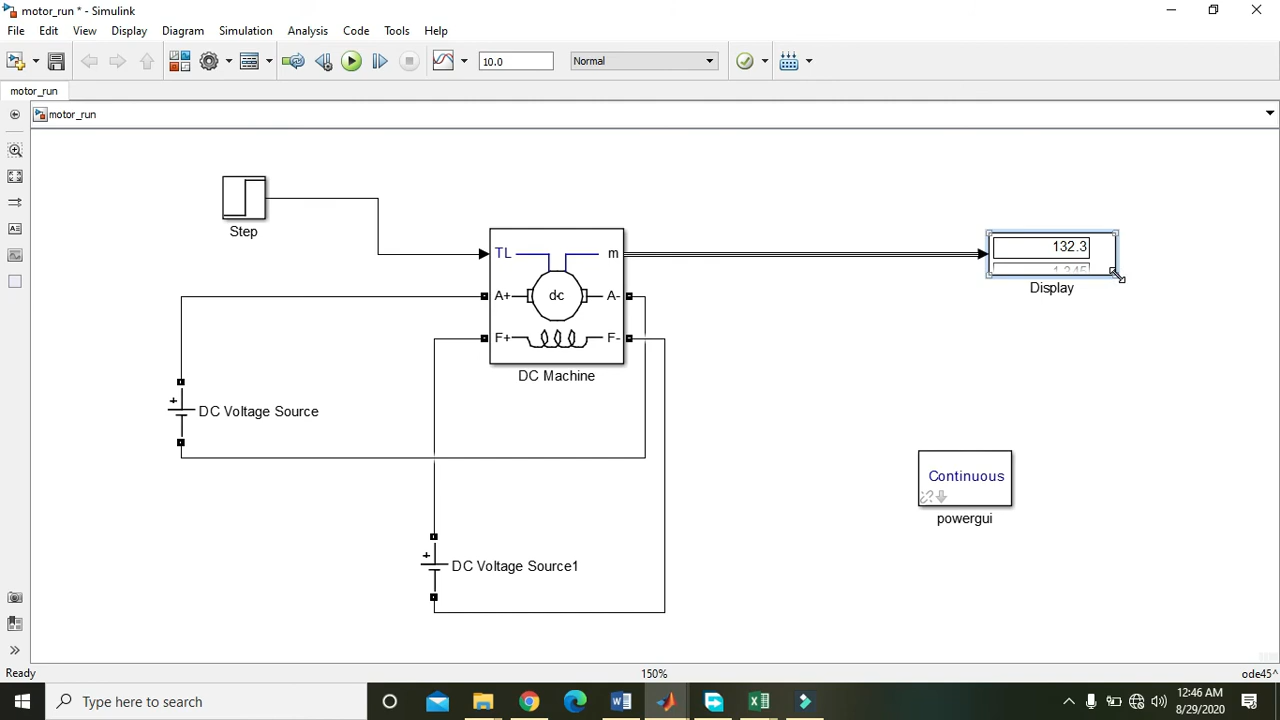 motor_run * - Simulink
File Edit View Display Diagram Simulation Analysis Code Tools Help
10.0
Normal
motor_run
motor_run
Step
TL
m
A+
dc
A-
F+
F-
DC Machine
132.3
1.245
Display
DC Voltage Source
Continuous
powergui
DC Voltage Source1
Ready
150%
ode45^
Type here to search
12:46 AM
8/29/2020